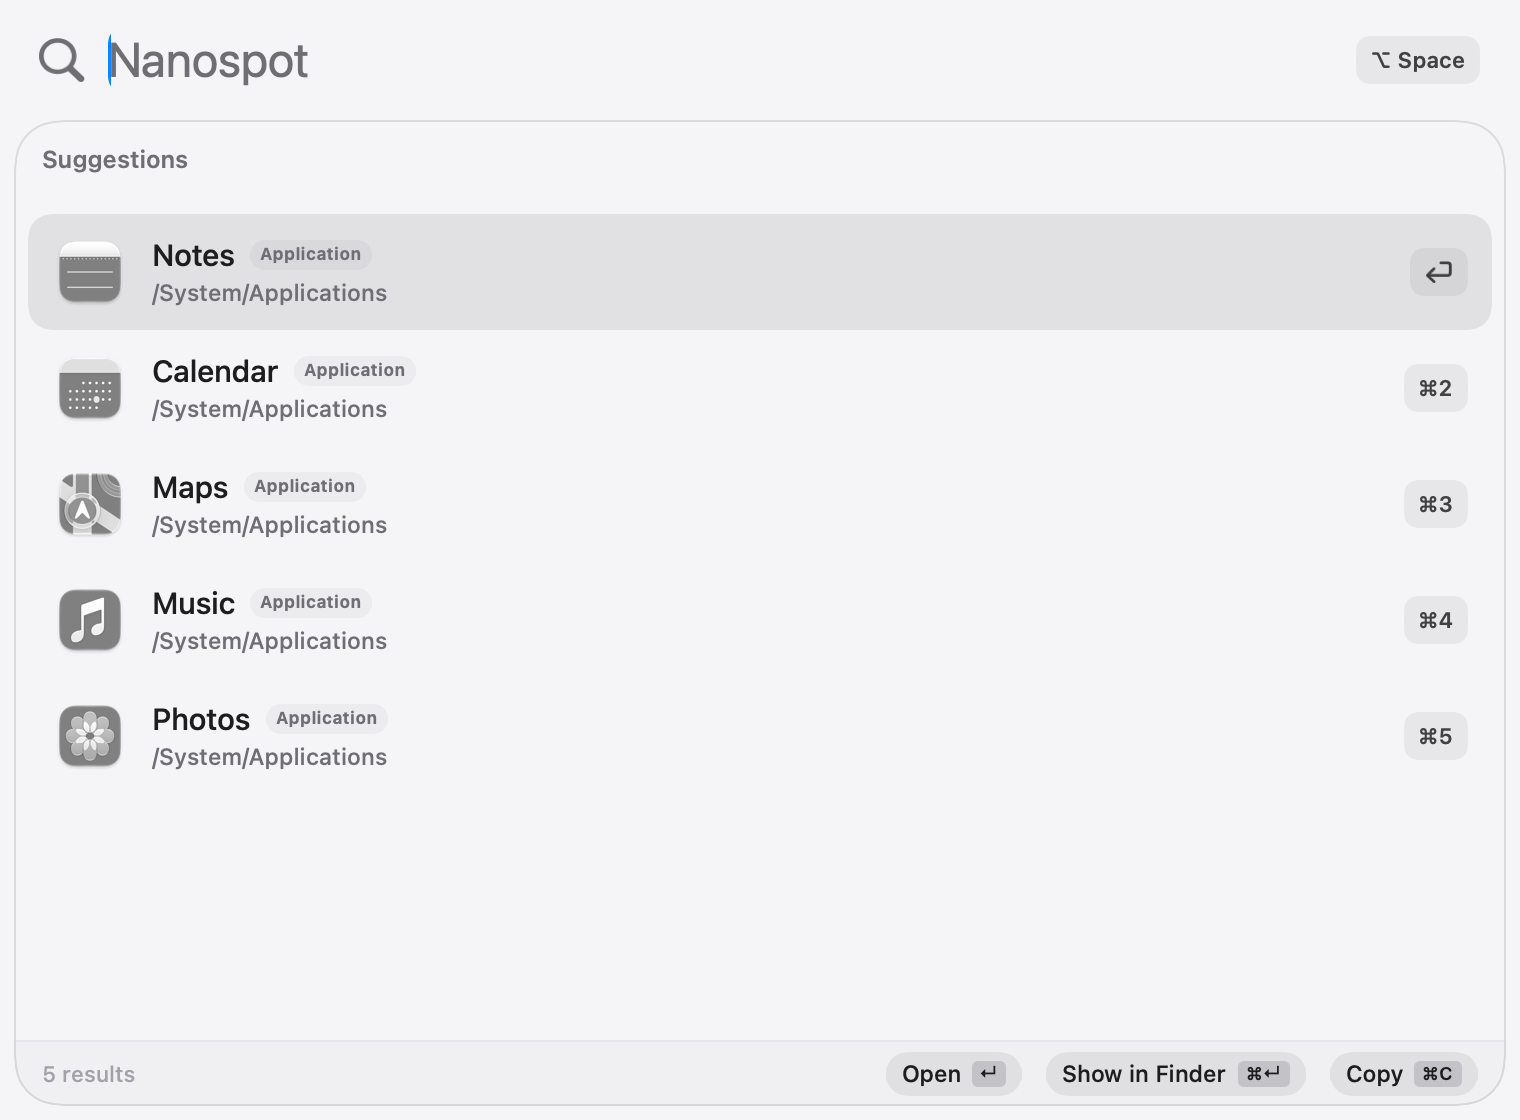 Nanospot
⌥ Space
Suggestions
Notes Application
/System/Applications
Calendar Application
/System/Applications
⌘2
Maps Application
/System/Applications
⌘3
Music Application
/System/Applications
⌘4
Photos Application
/System/Applications
⌘5
5 results
Open ↵
Show in Finder ⌘↵
Copy ⌘C